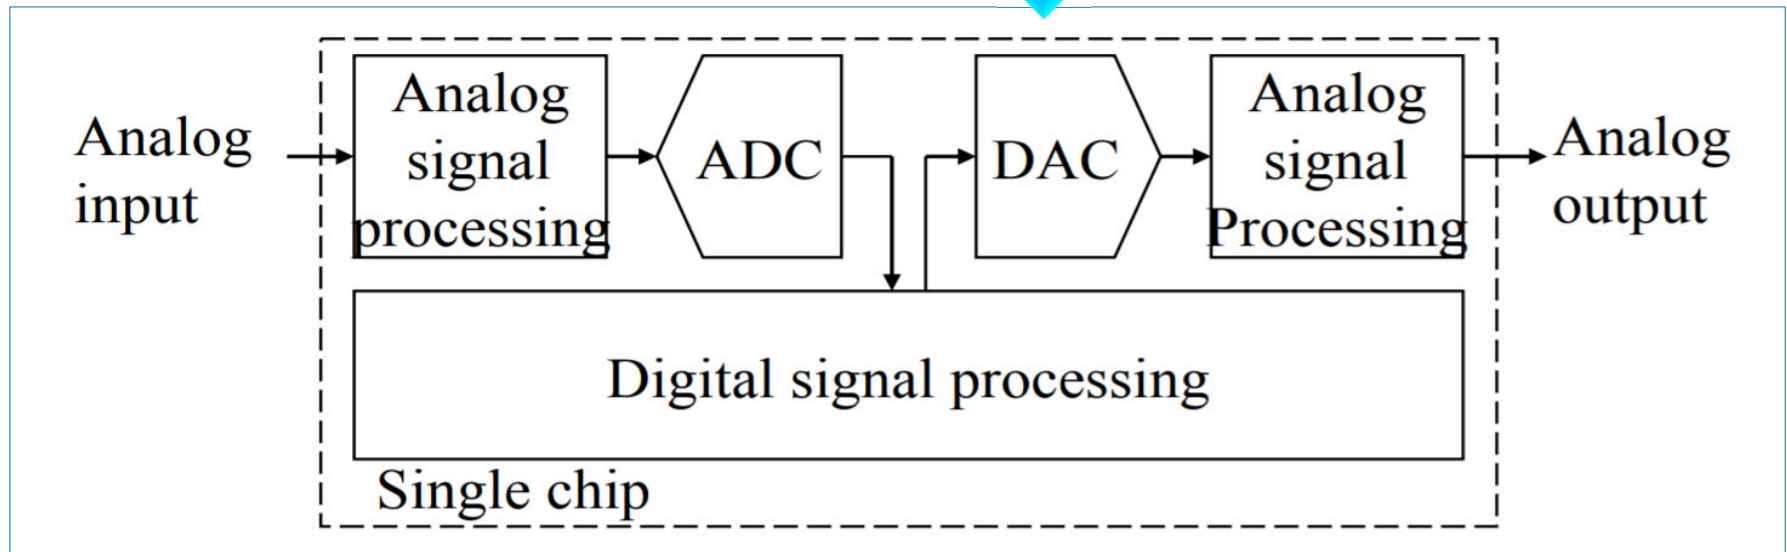 Analog
input
Analog
signal
processing
ADC
DAC
Analog
signal
Processing
Analog
output
Digital signal processing
Single chip